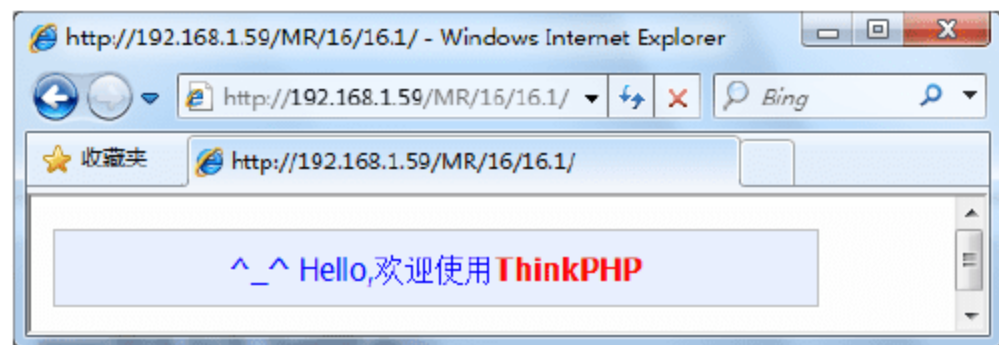 http://192.168.1.59/MR/16/16.1/ - Windows Internet Explorer
http://192.168.1.59/MR/16/16.1/ Bing
收藏夹 http://192.168.1.59/MR/16/16.1/
^_^ Hello,欢迎使用ThinkPHP